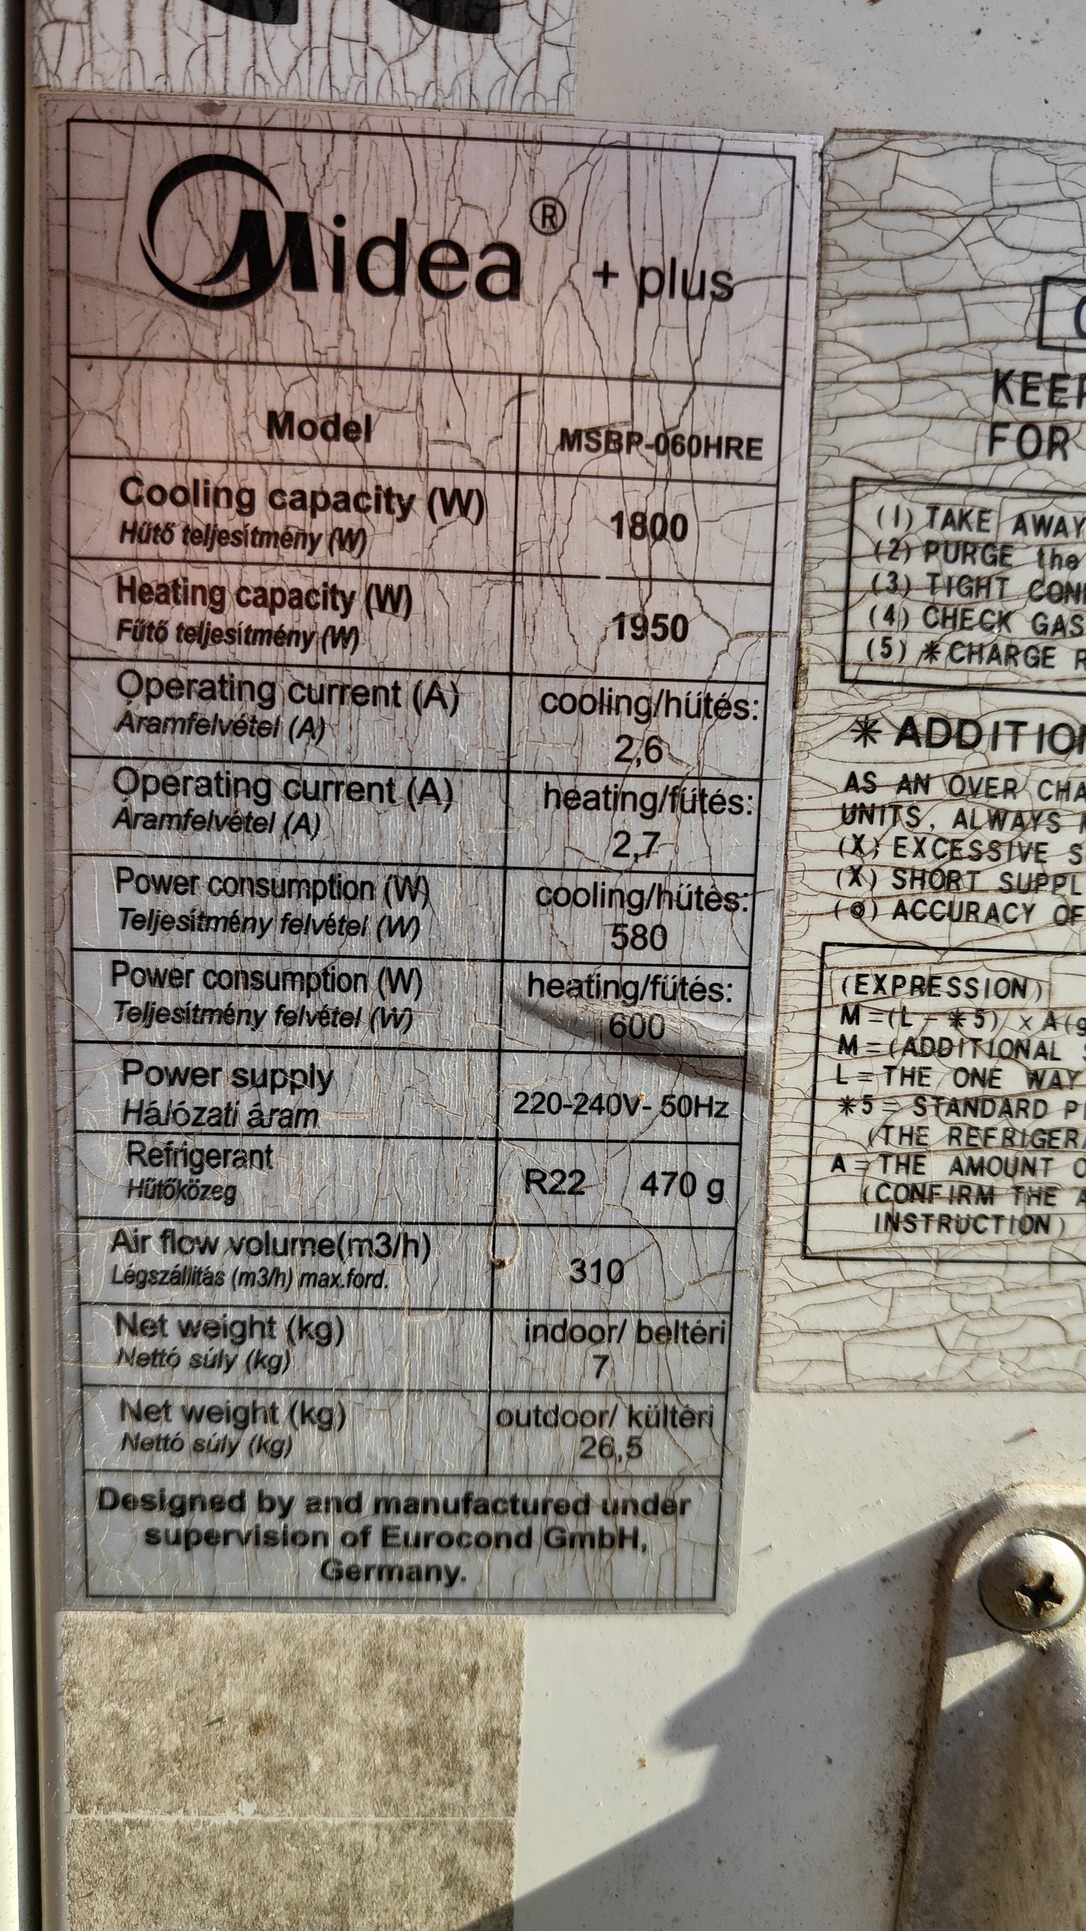 Midea® + plus
Model MSBP-060HRE
Cooling capacity (W) 1800
Hűtő teljesítmény (W)
Heating capacity (W) 1950
Fűtő teljesítmény (W)
Operating current (A) cooling/hűtés:
Áramfelvétel (A) 2,6
Operating current (A) heating/fűtés:
Áramfelvétel (A) 2,7
Power consumption (W) cooling/hűtés:
Teljesítmény felvétel (W) 580
Power consumption (W) heating/fűtés:
Teljesítmény felvétel (W) 600
Power supply 220-240V- 50Hz
Hálózati áram
Refrigerant R22 470 g
Hűtőközeg
Air flow volume(m3/h) 310
Légszállítás (m3/h) max.ford.
Net weight (kg) indoor/ beltéri
Nettó súly (kg) 7
Net weight (kg) outdoor/ kültéri
Nettó súly (kg) 26,5
Designed by and manufactured under
supervision of Eurocond GmbH,
Germany.
KEEP
FOR
(1) TAKE AWAY
(2) PURGE the
(3) TIGHT
(4) CHECK GAS
(5) *CHARGE
*
AS AN OVER
UNITS, ALWAYS
(X) EXCESSIVE
(X) SHORT
(◎) ACCURACY OF
(EXPRESSION)
M=(L-*5) x A
M=(ADDITIONAL
L=THE ONE WAY
*5= STANDARD
(THE
A=THE AMOUNT
(CONFIRM THE
INSTRUCTION)